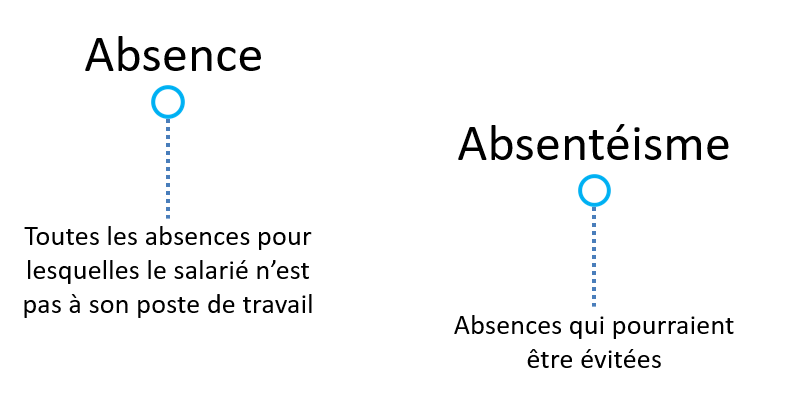 Absence
Toutes les absences pour
lesquelles le salarié n’est
pas à son poste de travail
Absentéisme
Absences qui pourraient
être évitées